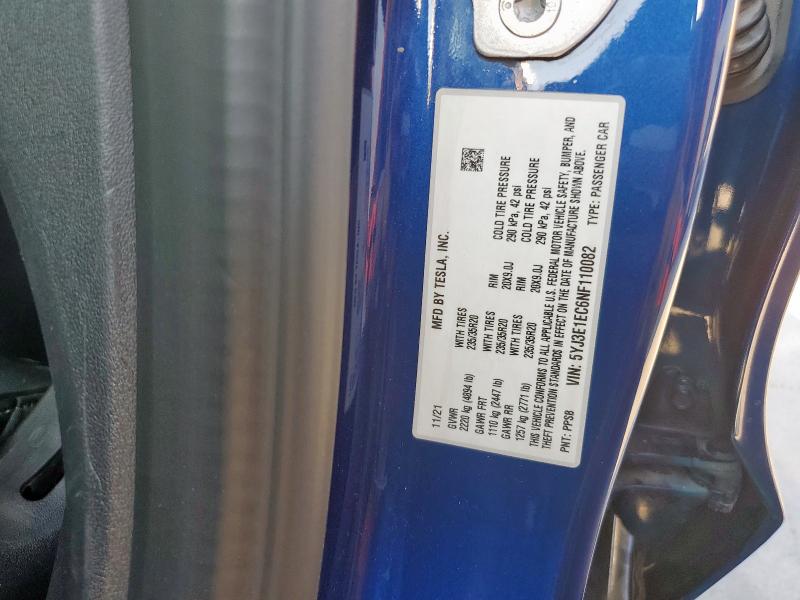 MFD BY TESLA, INC.
11/21
GVWR
2220 kg (4894 lb)
WITH TIRES
235/35R20
GAWR FRT
1110 kg (2447 lb)
WITH TIRES
235/35R20
RIM
20X9.0J
COLD TIRE PRESSURE
290 kPa, 42 psi
GAWR RR
1257 kg (2771 lb)
WITH TIRES
235/35R20
RIM
20X9.0J
COLD TIRE PRESSURE
290 kPa, 42 psi
THIS VEHICLE CONFORMS TO ALL APPLICABLE U.S. FEDERAL MOTOR VEHICLE SAFETY, BUMPER, AND
THEFT PREVENTION STANDARDS IN EFFECT ON THE DATE OF MANUFACTURE SHOWN ABOVE.
PNT: PPSB VIN: 5YJ3E1EC6NF110082 TYPE: PASSENGER CAR
10